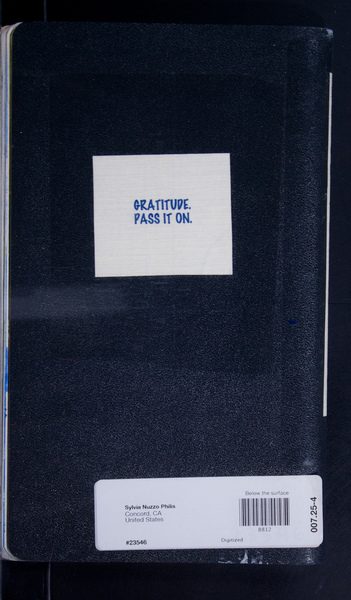 GRATITUDE.
PASS IT ON.
Below the surface
Sylvia Nuzzo Philis
Concord, CA
United States
8812
#23546
Digitized
007.25-4